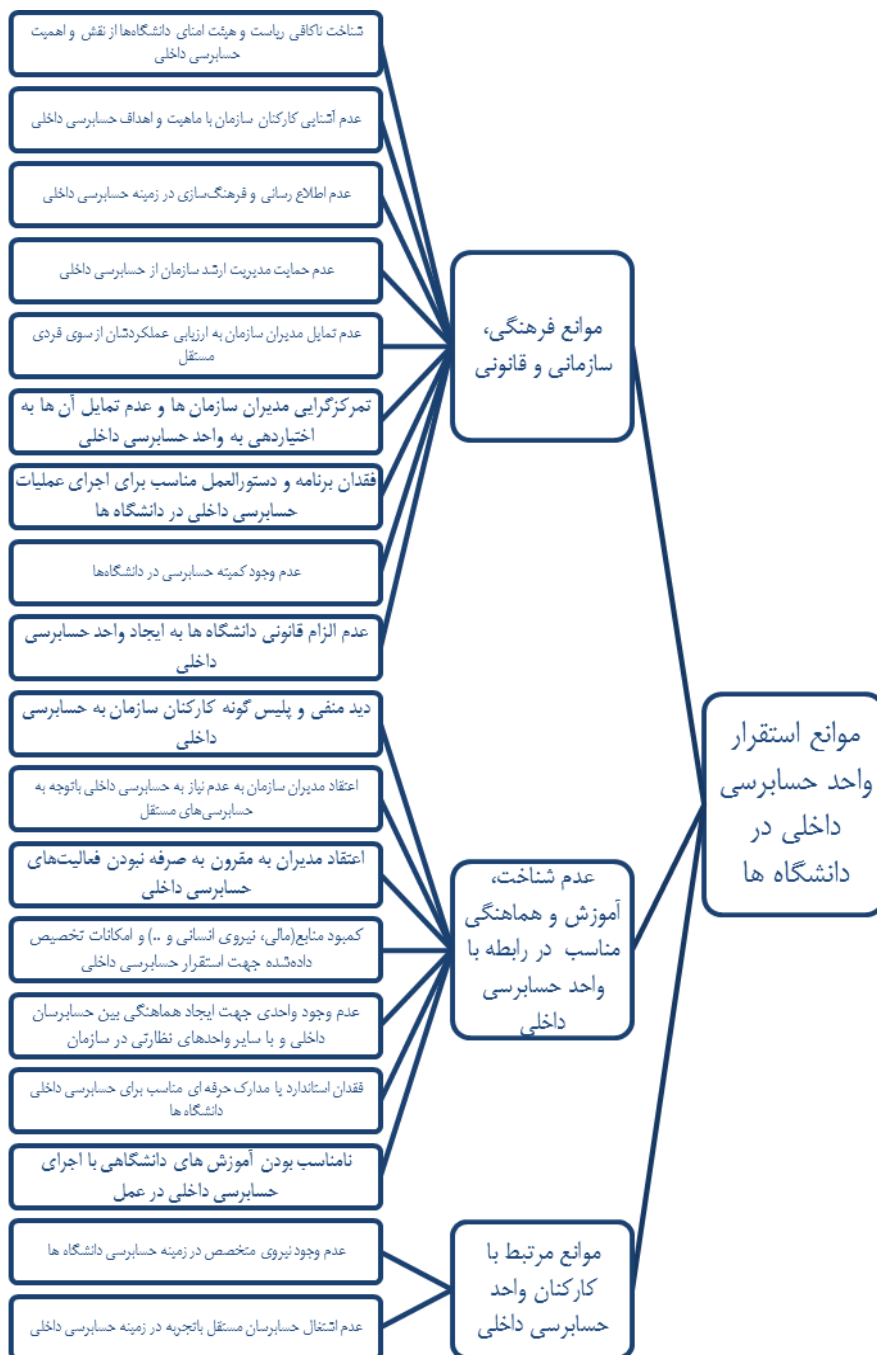 موانع استقرار
واحد حسابرسی
داخلی در
دانشگاه ها
موانع فرهنگی،
سازمانی و قانونی
شناخت ناکافی ریاست و هیئت امنای دانشگاه‌ها از نقش و اهمیت
حسابرسی داخلی
عدم آشنایی کارکنان سازمان با ماهیت و اهداف حسابرسی داخلی
عدم اطلاع رسانی و فرهنگ‌سازی در زمینه حسابرسی داخلی
عدم حمایت مدیریت ارشد سازمان از حسابرسی داخلی
عدم تمایل مدیران سازمان به ارزیابی عملکردشان از سوی فردی
مستقل
تمرکزگرایی مدیران سازمان ها و عدم تمایل آن ها به
اختیاردهی به واحد حسابرسی داخلی
فقدان برنامه و دستورالعمل مناسب برای اجرای عملیات
حسابرسی داخلی در دانشگاه ها
عدم وجود کمیته حسابرسی در دانشگاه‌ها
عدم الزام قانونی دانشگاه ها به ایجاد واحد حسابرسی
داخلی
عدم شناخت،
آموزش و هماهنگی
مناسب در رابطه با
واحد حسابرسی
داخلی
دید منفی و پلیس گونه کارکنان سازمان به حسابرسی
داخلی
اعتقاد مدیران سازمان به عدم نیاز به حسابرسی داخلی باتوجه به
حسابرسی‌های مستقل
اعتقاد مدیران به مقرون به صرفه نبودن فعالیت‌های
حسابرسی داخلی
کمبود منابع(مالی، نیروی انسانی و ..) و امکانات تخصیص
داده‌شده جهت استقرار حسابرسی داخلی
عدم وجود واحدی جهت ایجاد هماهنگی بین حسابرسان
داخلی و با سایر واحدهای نظارتی در سازمان
فقدان استاندارد یا مدارک حرفه ای مناسب برای حسابرسی داخلی
دانشگاه ها
نامناسب بودن آموزش های دانشگاهی با اجرای
حسابرسی داخلی در عمل
موانع مرتبط با
کارکنان واحد
حسابرسی داخلی
عدم وجود نیروی متخصص در زمینه حسابرسی دانشگاه ها
عدم اشتغال حسابرسان مستقل باتجربه در زمینه حسابرسی داخلی